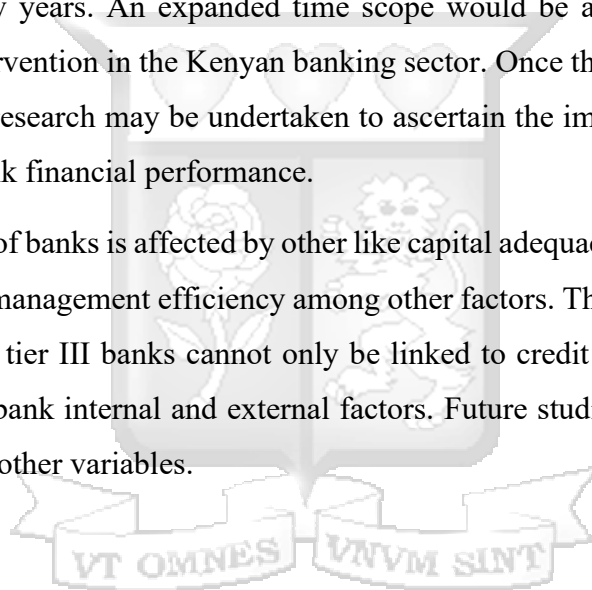 y years. An expanded time scope would be a
rvention in the Kenyan banking sector. Once th
esearch may be undertaken to ascertain the im
k financial performance.
of banks is affected by other like capital adequac
management efficiency among other factors. Th
tier III banks cannot only be linked to credit
bank internal and external factors. Future studi
other variables.
VT OMNES VNVM SINT